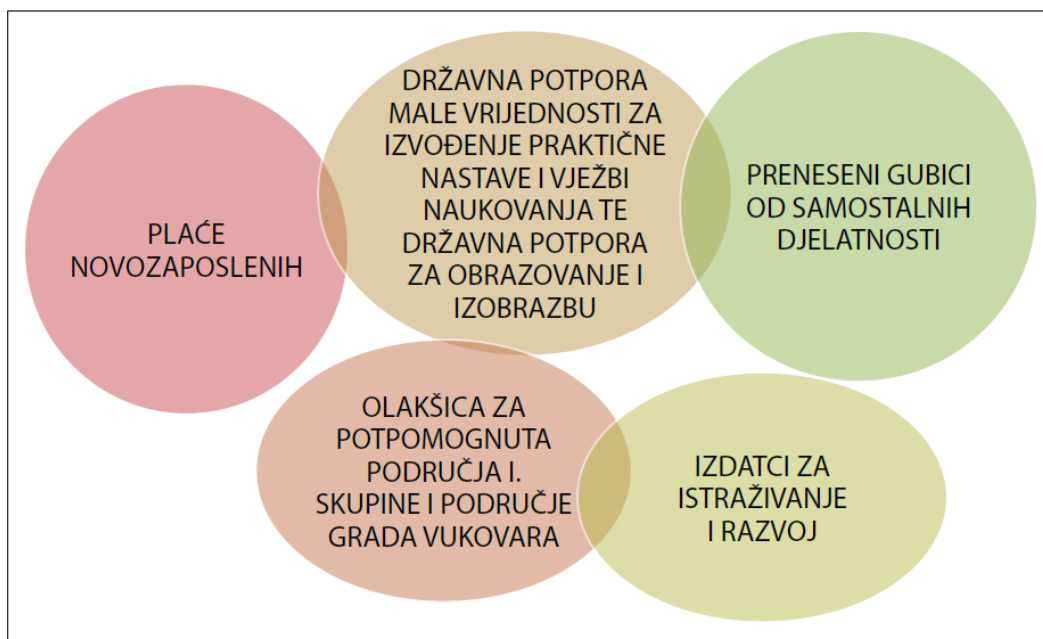 PLAĆE
NOVOZAPOSLENIH
DRŽAVNA POTPORA
MALE VRIJEDNOSTI ZA
IZVOĐENJE PRAKTIČNE
NASTAVE I VJEŽBI
NAUKOVANJA TE
DRŽAVNA POTPORA
ZA OBRAZOVANJE I
IZOBRAZBU
PRENESENI GUBICI
OD SAMOSTALNIH
DJELATNOSTI
OLAKŠICA ZA
POTPOMOGNUTA
PODRUČJA I.
SKUPINE I PODRUČJE
GRADA VUKOVARA
IZDATCI ZA
ISTRAŽIVANJE
I RAZVOJ